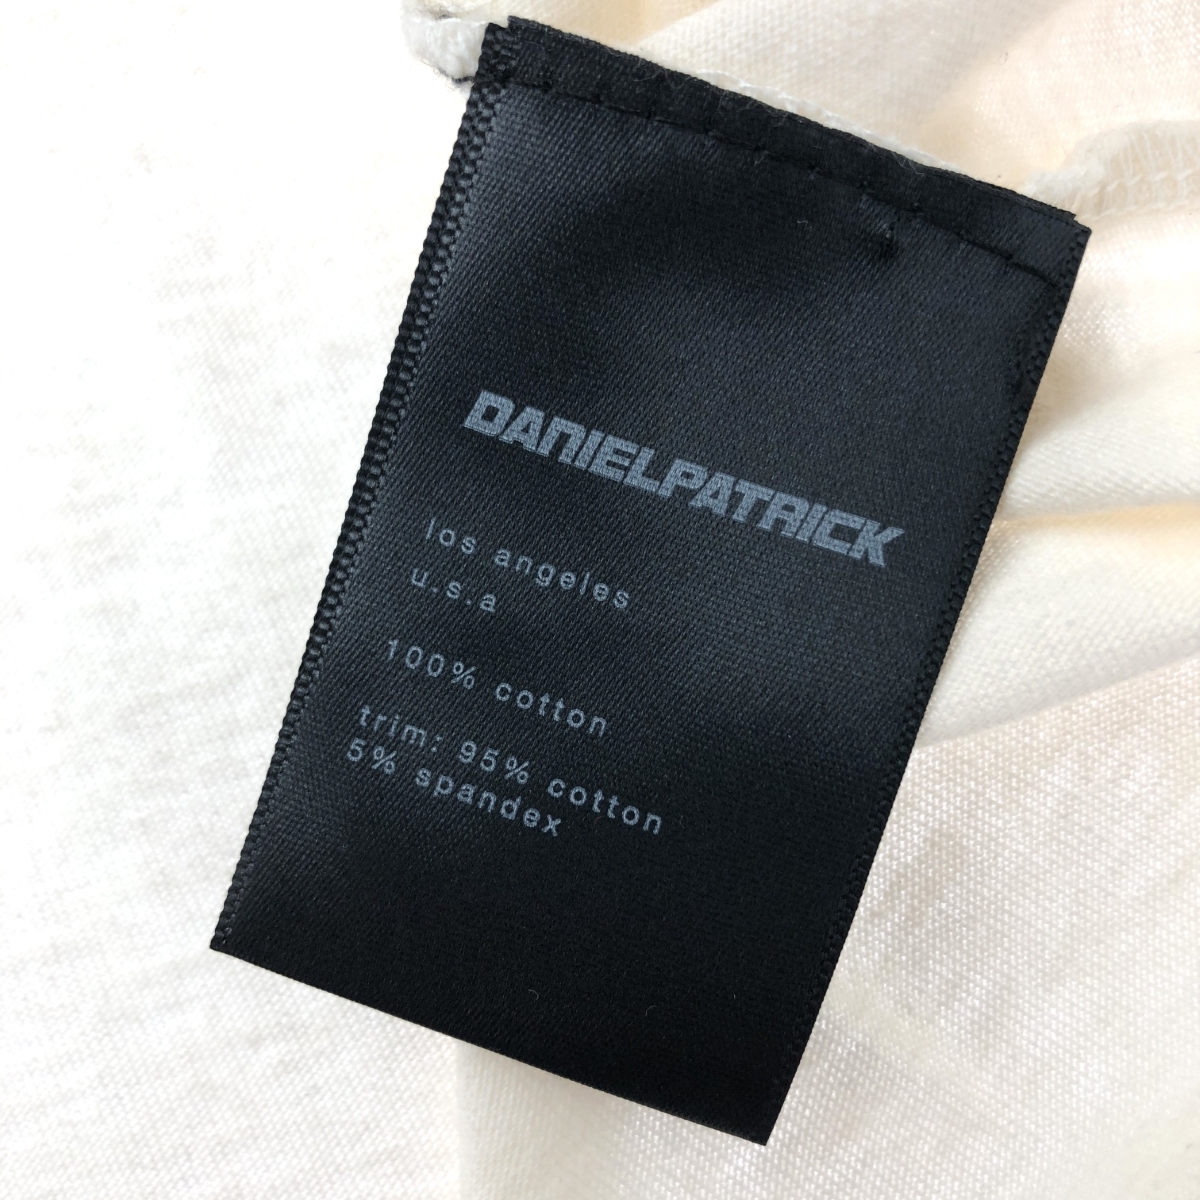 DANIELPATRICK
los angeles
u.s.a
100% cotton
trim: 95% cotton
5% spandex